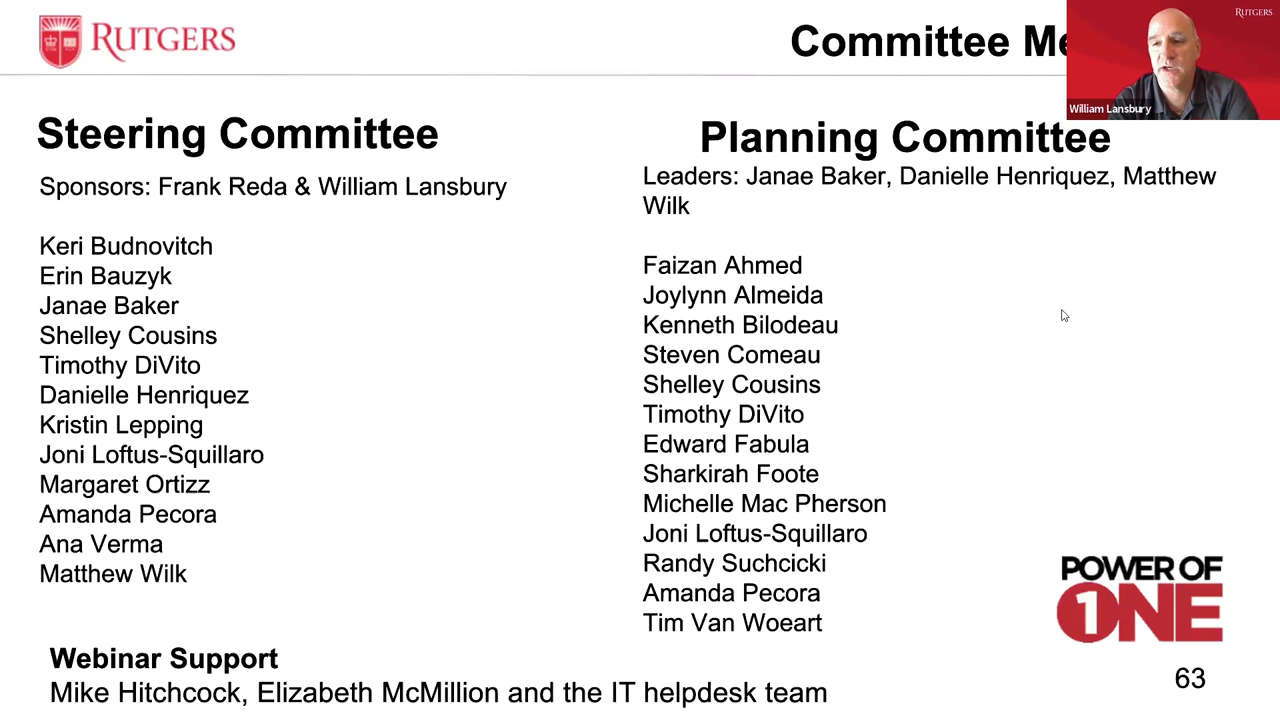 RUTGERS
Committee Me
RUTGERS
William Lansbury
Steering Committee
Sponsors: Frank Reda & William Lansbury
Keri Budnovitch
Erin Bauzyk
Janae Baker
Shelley Cousins
Timothy DiVito
Danielle Henriquez
Kristin Lepping
Joni Loftus-Squillaro
Margaret Ortizz
Amanda Pecora
Ana Verma
Matthew Wilk
Planning Committee
Leaders: Janae Baker, Danielle Henriquez, Matthew
Wilk
Faizan Ahmed
Joylynn Almeida
Kenneth Bilodeau
Steven Comeau
Shelley Cousins
Timothy DiVito
Edward Fabula
Sharkirah Foote
Michelle Mac Pherson
Joni Loftus-Squillaro
Randy Suchcicki
Amanda Pecora
Tim Van Woeart
Webinar Support
Mike Hitchcock, Elizabeth McMillion and the IT helpdesk team
POWER OF
1NE
63